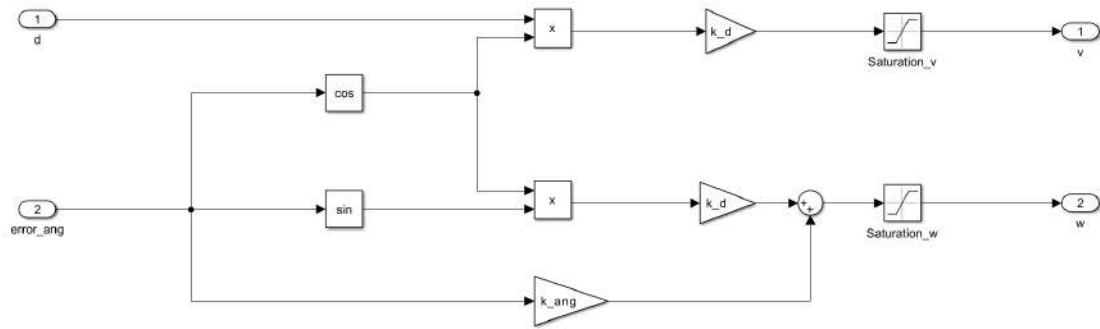 1
d
x
k_d
Saturation_v
1
v
cos
2
error_ang
sin
x
k_d
+
+
Saturation_w
2
w
k_ang